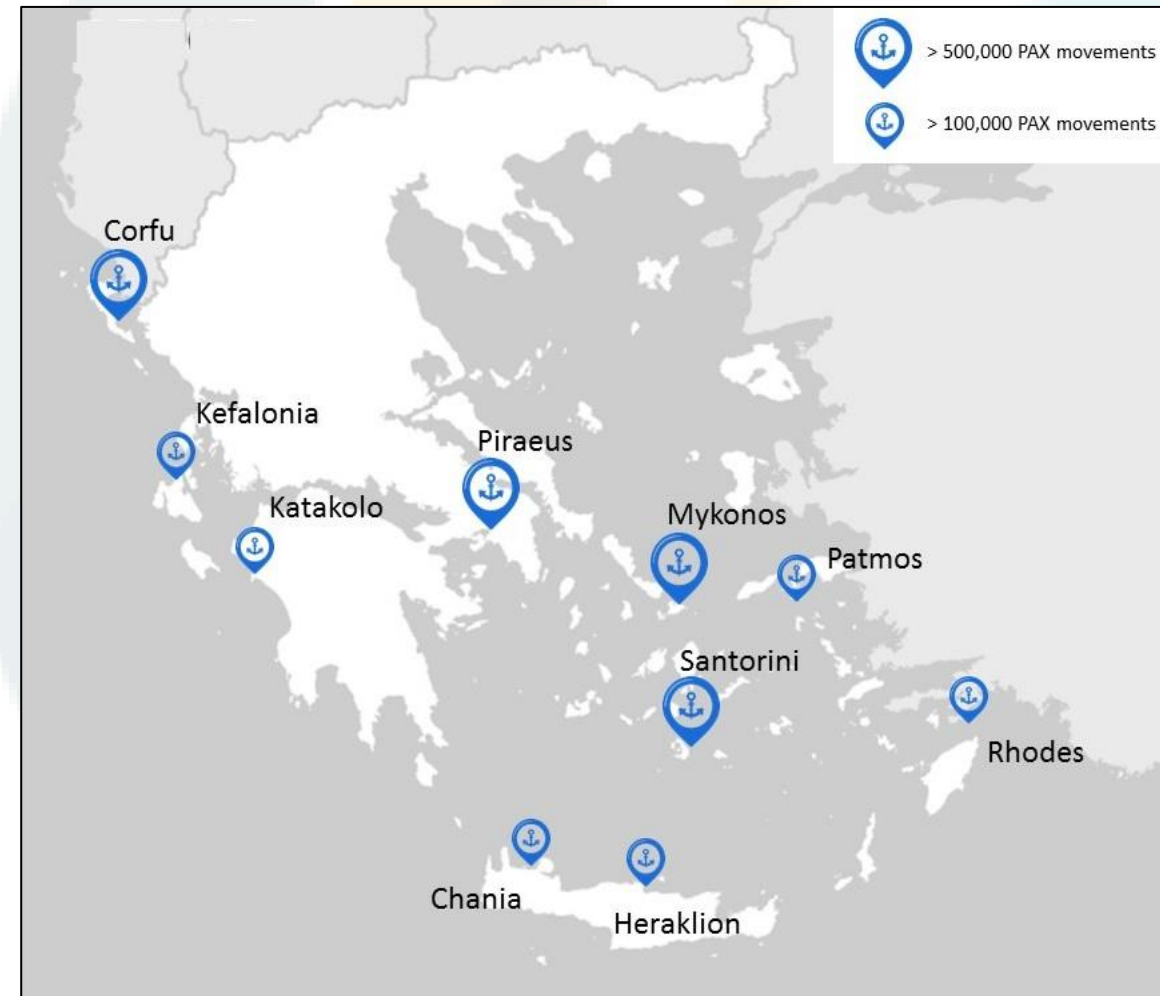 > 500,000 PAX movements
> 100,000 PAX movements
Corfu
Kefalonia
Piraeus
Katakolo
Mykonos
Patmos
Santorini
Rhodes
Chania
Heraklion